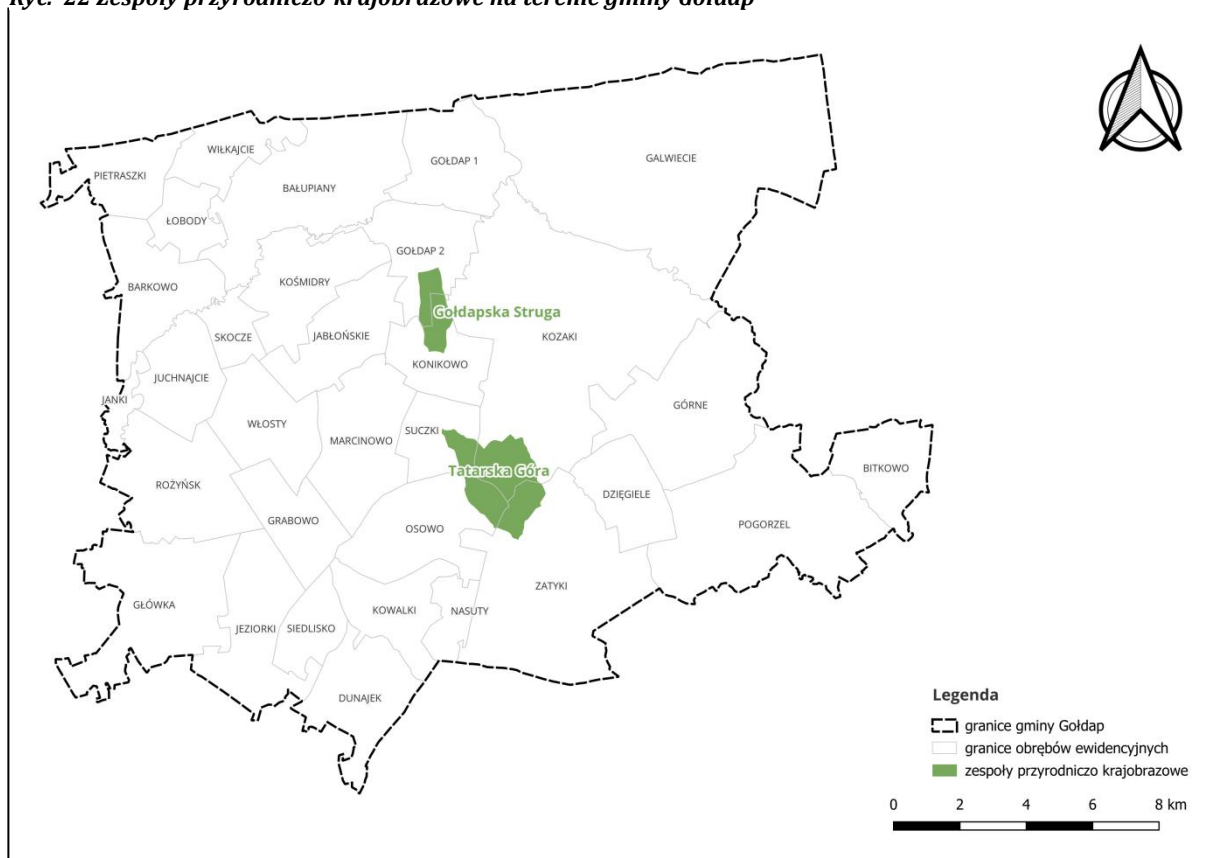 Ryc. 22 Zespoły przyrodniczo-krajobrazowe na terenie gminy Gołdap
WIŁKAJCIE
GOŁDAP 1
GALWIECIE
PIETRASZKI
BAŁUPIANY
ŁOBODY
GOŁDAP 2
KOŚMIDRY
BARKOWO
Gołdapska Struga
SKOCZE
JABŁOŃSKIE
KOZAKI
KONIKOWO
JUCHNAJCIE
JANKI
GÓRNE
WŁOSTY
SUCZKI
MARCINOWO
Tatarska Góra
BITKOWO
ROŻYŃSK
DZIĘGIELE
GRABOWO
OSOWO
POGORZEL
ZATYKI
GŁÓWKA
KOWALKI
NASUTY
JEZIORKI
SIEDLISKO
DUNAJEK
Legenda
granice gminy Gołdap
granice obrębów ewidencyjnych
zespoły przyrodniczo krajobrazowe
0 2 4 6 8 km